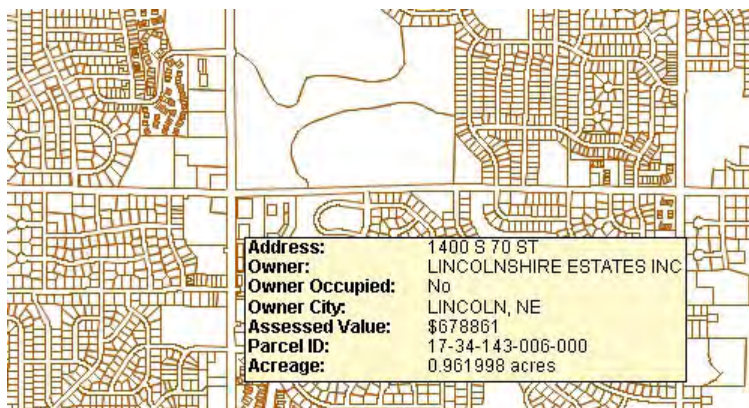 Address: 1400 S 70 ST
Owner: LINCOLNSHIRE ESTATES INC
Owner Occupied: No
Owner City: LINCOLN, NE
Assessed Value: $678861
Parcel ID: 17-34-143-006-000
Acreage: 0.961998 acres